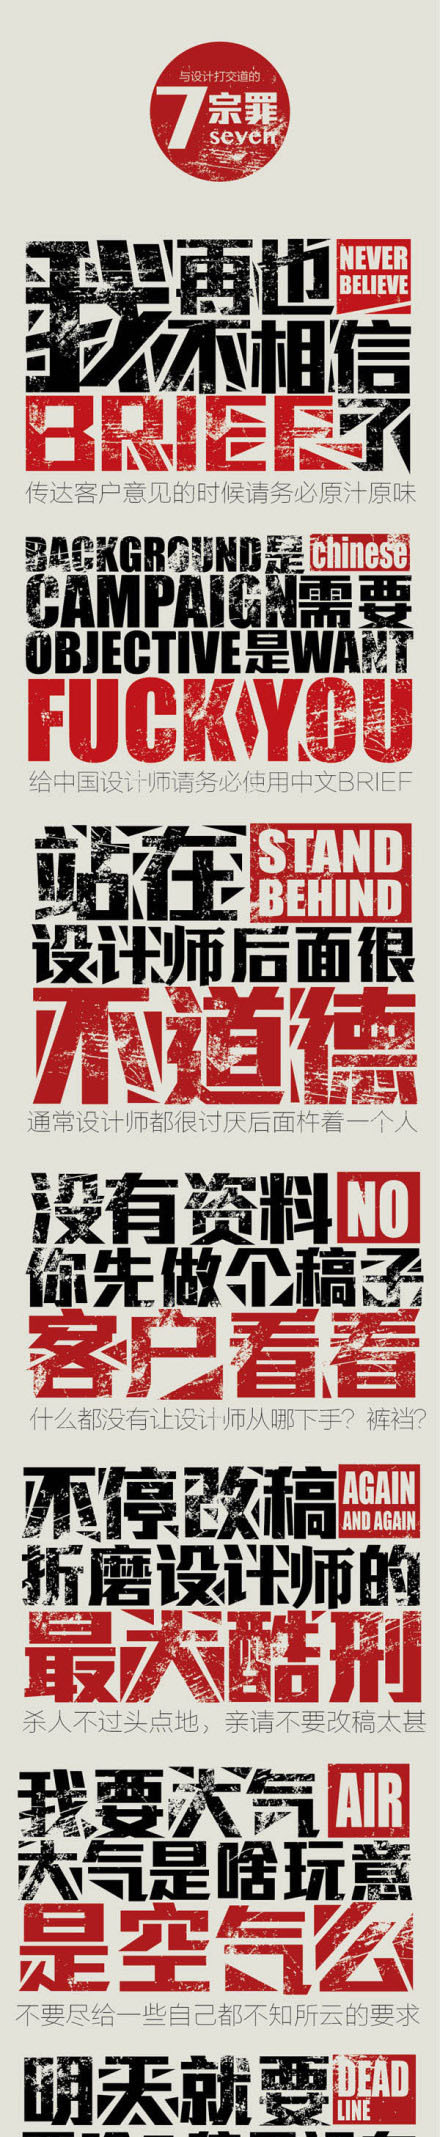 与设计打交道的
7宗罪
seven
我再也
NEVER
BELIEVE
不相信
BRIEF了
传达客户意见的时候请务必原汁原味
BACKGROUND是
chinese
CAMPAIGN需要
OBJECTIVE是WANT
FUCK YOU
给中国设计师请务必使用中文BRIEF
站在
STAND
BEHIND
设计师后面很
不道德
通常设计师都很讨厌后面杵着一个人
没有资料
NO
你先做个稿子
客户看看
什么都没有让设计师从哪下手？裤裆？
不停改稿
AGAIN
AND AGAIN
折磨设计师的
最大酷刑
杀人不过头点地，亲请不要改稿太甚
我要大气
AIR
大气是啥玩意
是空气么
不要尽给一些自己都不知所云的要求
明天就要
DEAD
LINE